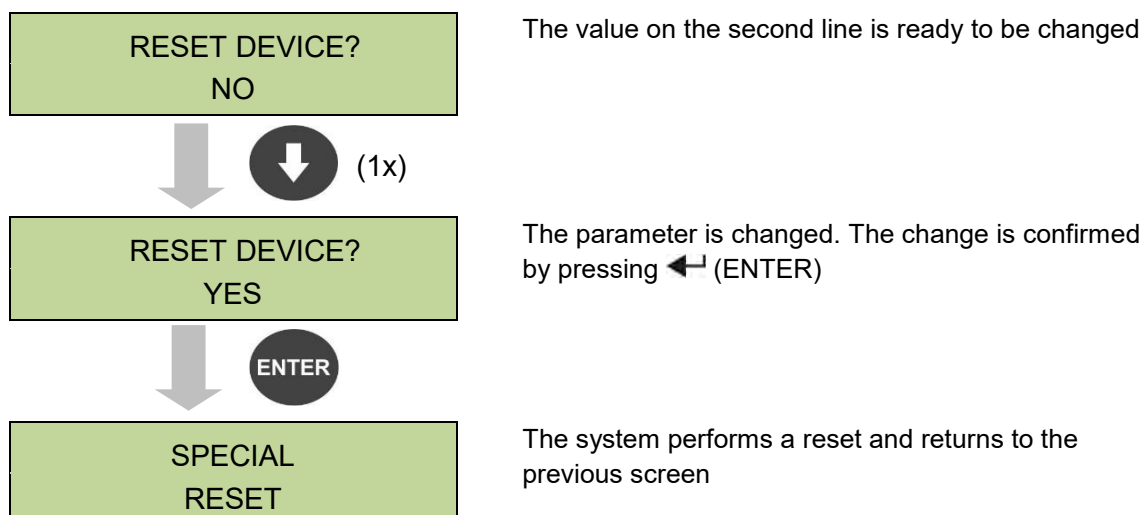 RESET DEVICE?
NO
The value on the second line is ready to be changed
(1x)
RESET DEVICE?
YES
The parameter is changed. The change is confirmed
by pressing (ENTER)
ENTER
SPECIAL
RESET
The system performs a reset and returns to the
previous screen